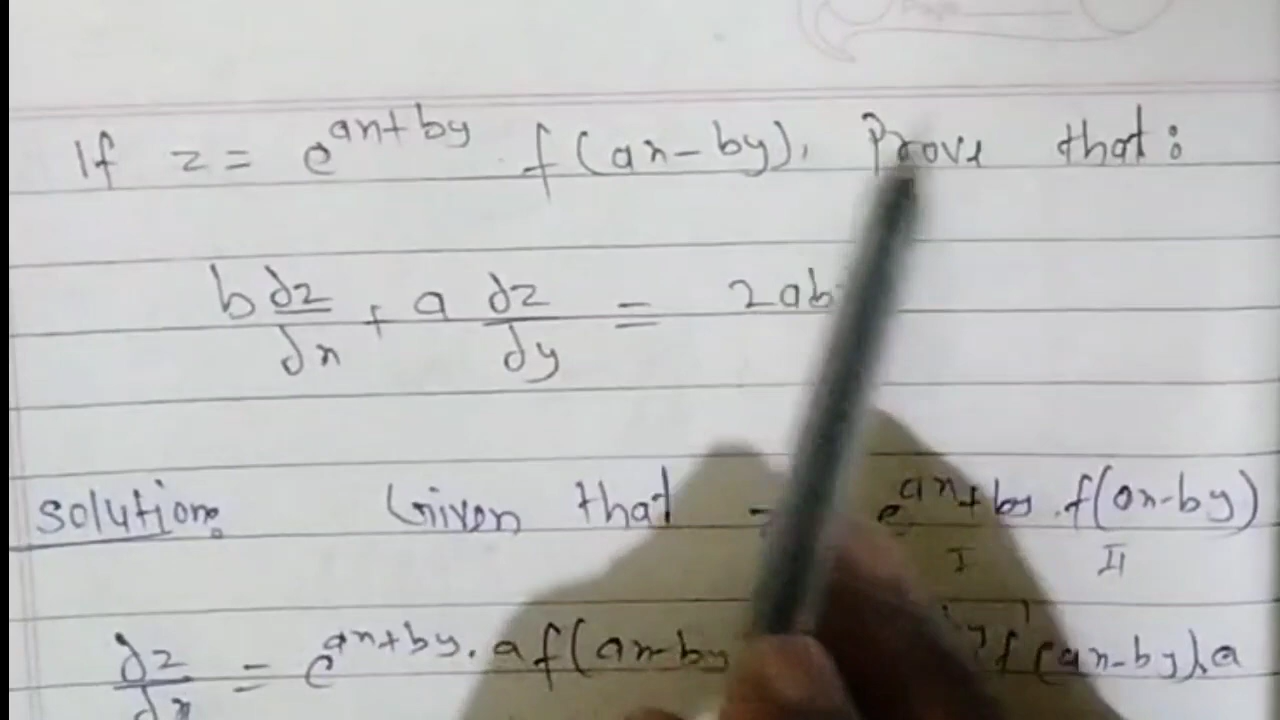 If z = e^(ax+by) f(ax-by), Prove that:
b ∂z/∂x + a ∂z/∂y = 2ab
Solution: Given that = e^(ax+by) . f(ax-by)
I II
∂z/∂x = e^(ax+by) . a f(ax-by f(ax-by).a